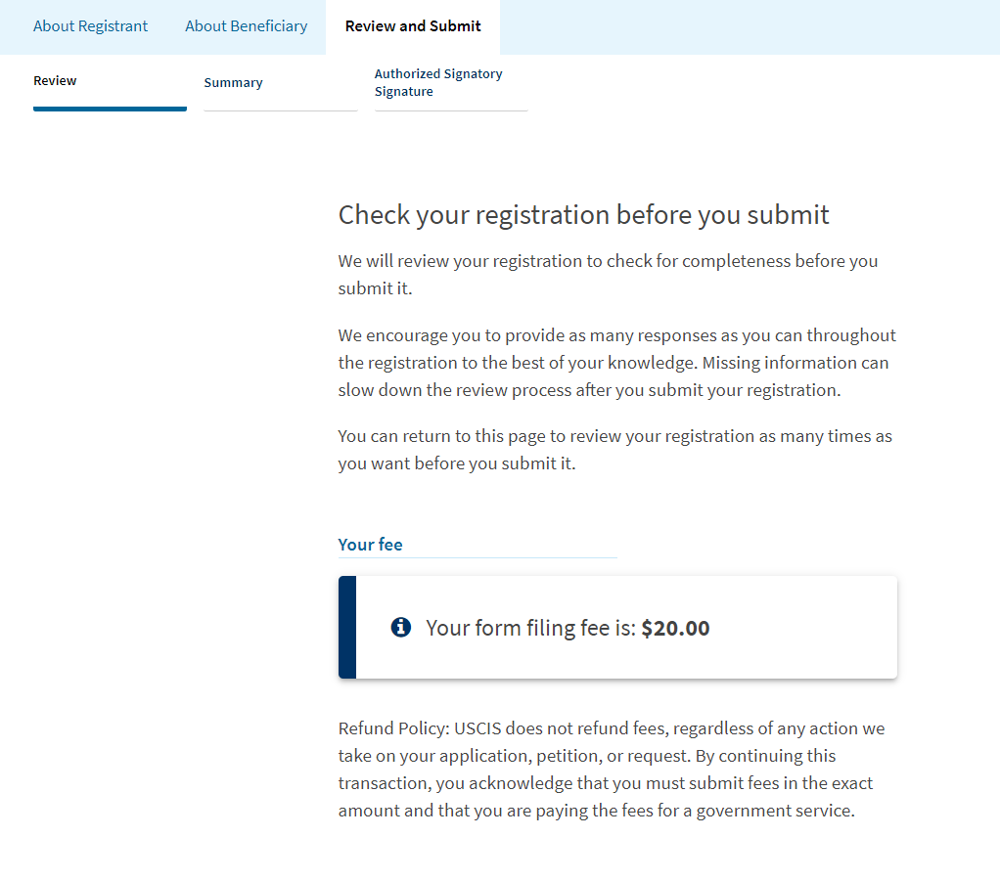 About Registrant
About Beneficiary
Review and Submit
Review
Summary
Authorized Signatory
Signature
Check your registration before you submit
We will review your registration to check for completeness before you
submit it.
We encourage you to provide as many responses as you can throughout
the registration to the best of your knowledge. Missing information can
slow down the review process after you submit your registration.
You can return to this page to review your registration as many times as
you want before you submit it.
Your fee
Your form filing fee is: $20.00
Refund Policy: USCIS does not refund fees, regardless of any action we
take on your application, petition, or request. By continuing this
transaction, you acknowledge that you must submit fees in the exact
amount and that you are paying the fees for a government service.